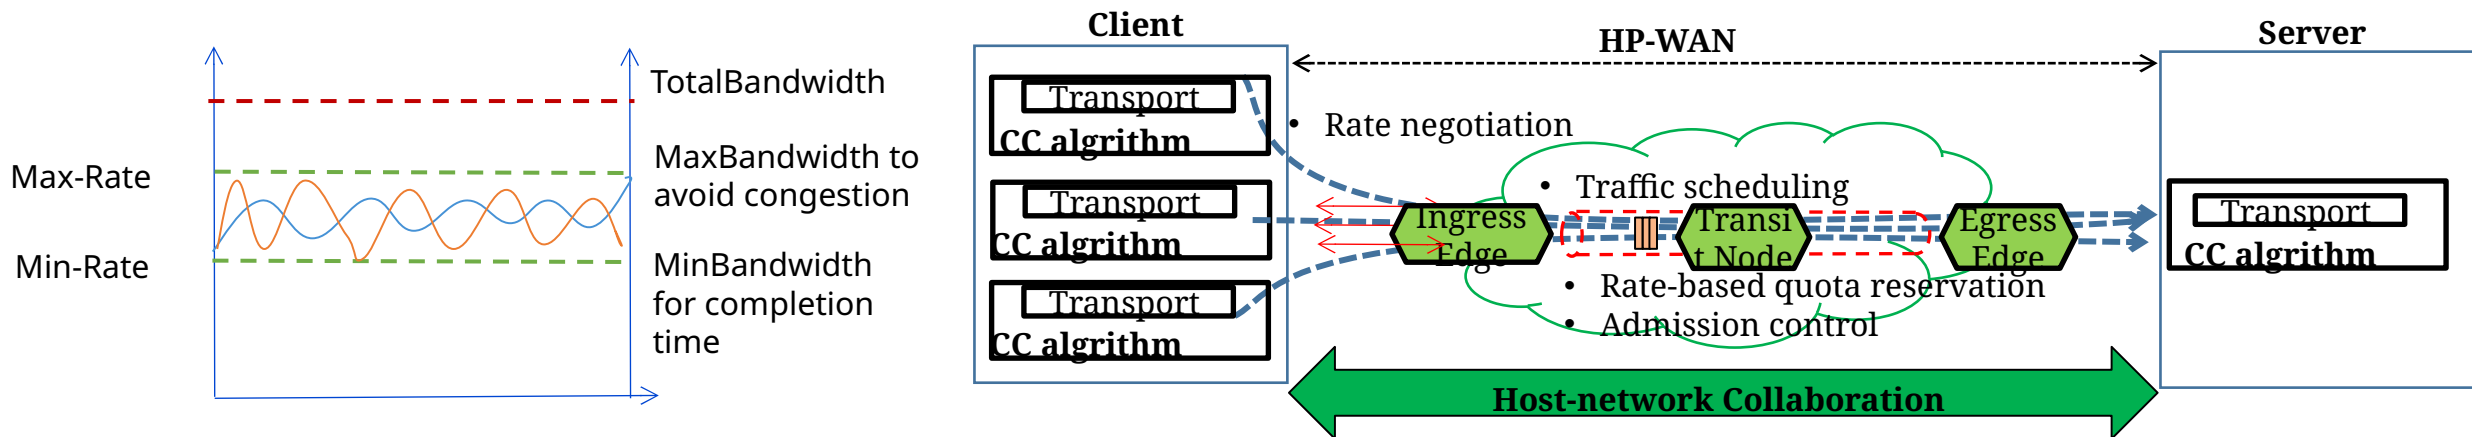 TotalBandwidth
Max-Rate
MaxBandwidth to
avoid congestion
Min-Rate
MinBandwidth
for completion
time
Client
HP-WAN
Server
Transport
CC algrithm
Transport
CC algrithm
Transport
CC algrithm
• Rate negotiation
• Traffic scheduling
Ingress
Edge
Transi
t Node
Egress
Edge
• Rate-based quota reservation
• Admission control
Transport
CC algrithm
Host-network Collaboration